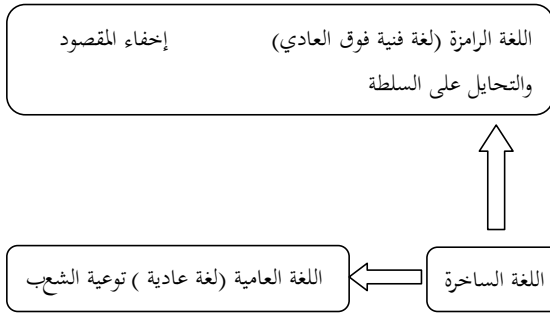 اللغة الرامزة (لغة فنية فوق العادي) إخفاء المقصود
والتحايل على السلطة
اللغة الساخرة
اللغة العامية (لغة عادية ) توعية الشعب